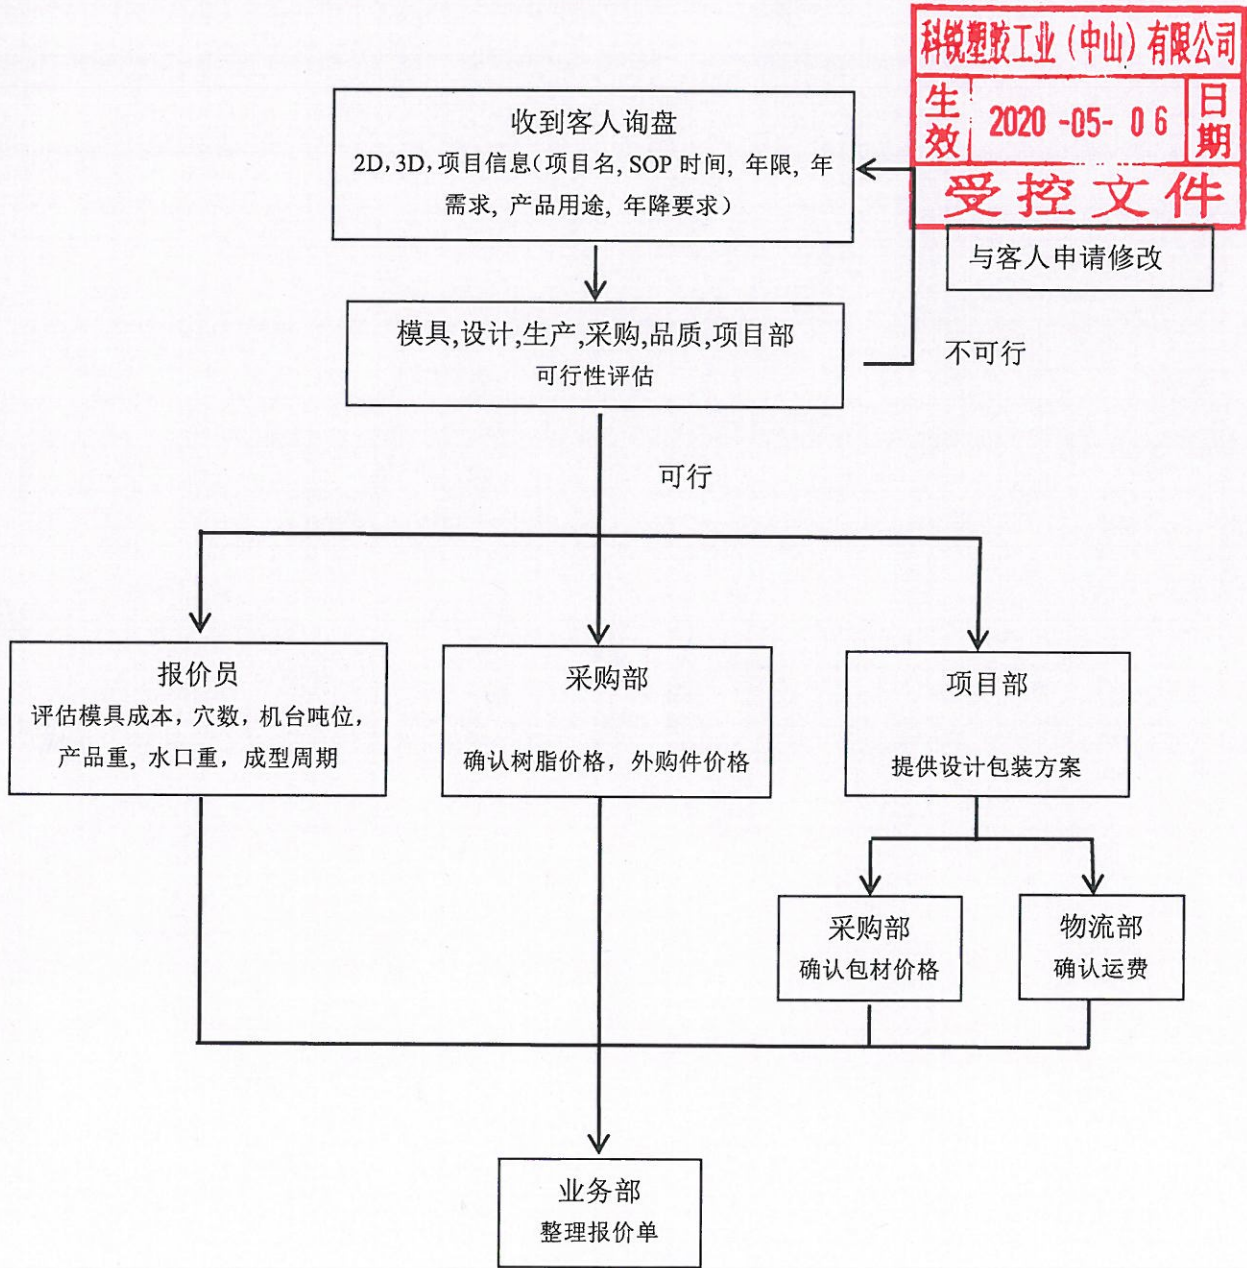 科锐塑胶工业（中山）有限公司
生效 2020 -05- 06 日期
受控文件
收到客人询盘
2D, 3D, 项目信息（项目名, SOP 时间, 年限, 年
需求, 产品用途, 年降要求）
与客人申请修改
模具,设计,生产,采购,品质,项目部
可行性评估
不可行
可行
报价员
评估模具成本，穴数，机台吨位，
产品重, 水口重，成型周期
采购部
确认树脂价格，外购件价格
项目部
提供设计包装方案
采购部
确认包材价格
物流部
确认运费
业务部
整理报价单